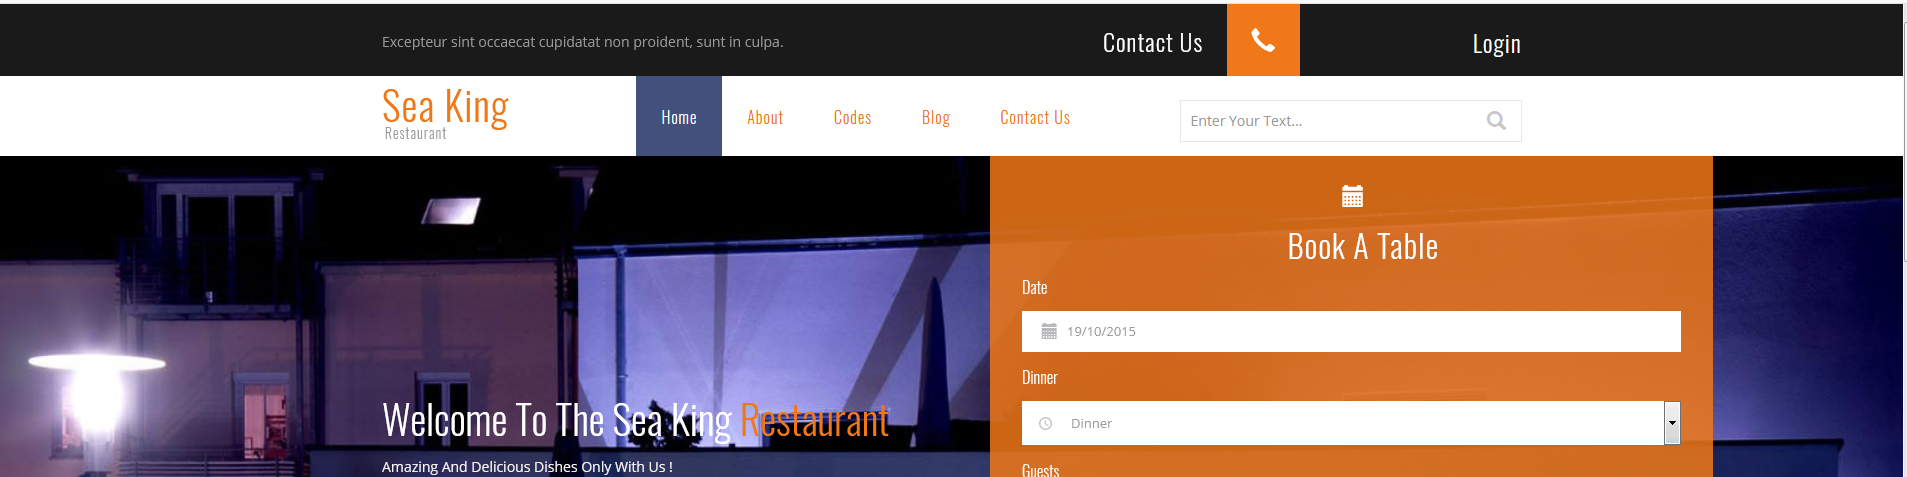 Excepteur sint occaecat cupidatat non proident, sunt in culpa.
Contact Us
Login
Sea King
Restaurant
Home
About
Codes
Blog
Contact Us
Enter Your Text...
Book A Table
Date
19/10/2015
Dinner
Dinner
Guests
Welcome To The Sea King Restaurant
Amazing And Delicious Dishes Only With Us !